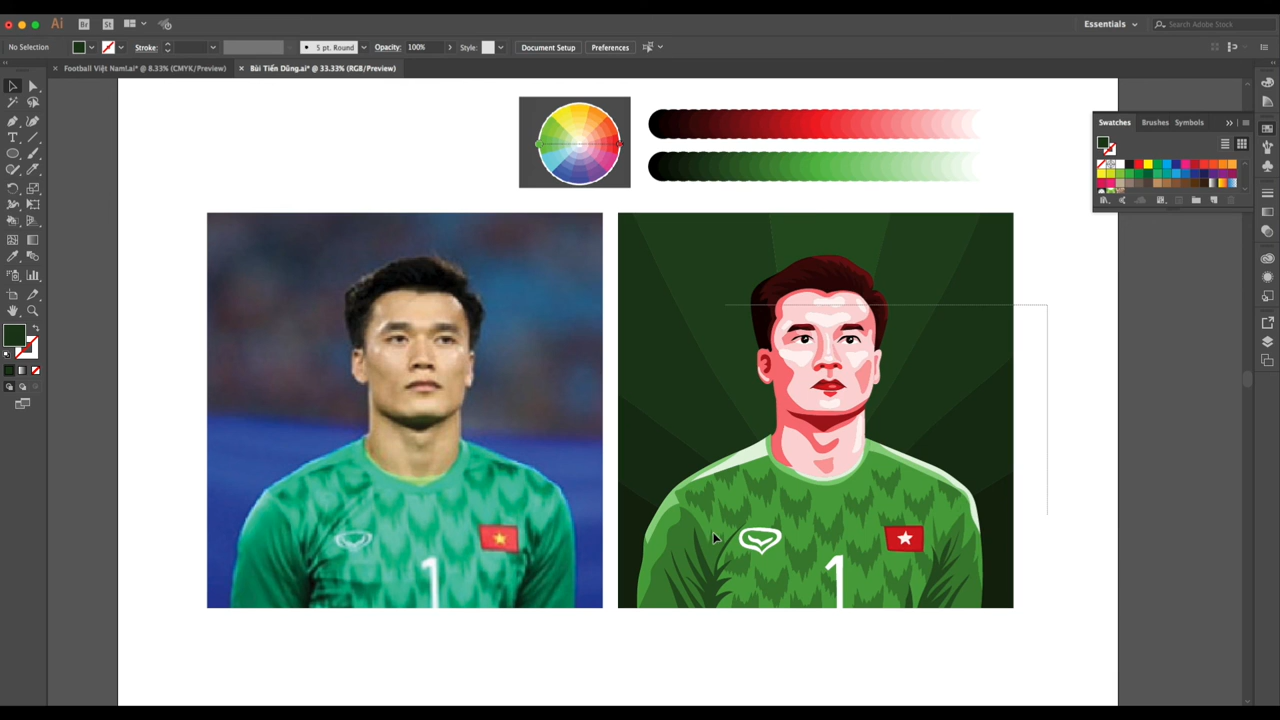 Ai Br St Essentials Search Adobe Stock
No Selection Stroke: 5 pt. Round Opacity: 100% Style: Document Setup Preferences
× Football Việt Nam!.ai* @ 8.33% (CMYK/Preview) × Bùi Tiến Dũng.ai* @ 33.33% (RGB/Preview)
Swatches Brushes Symbols
1 1